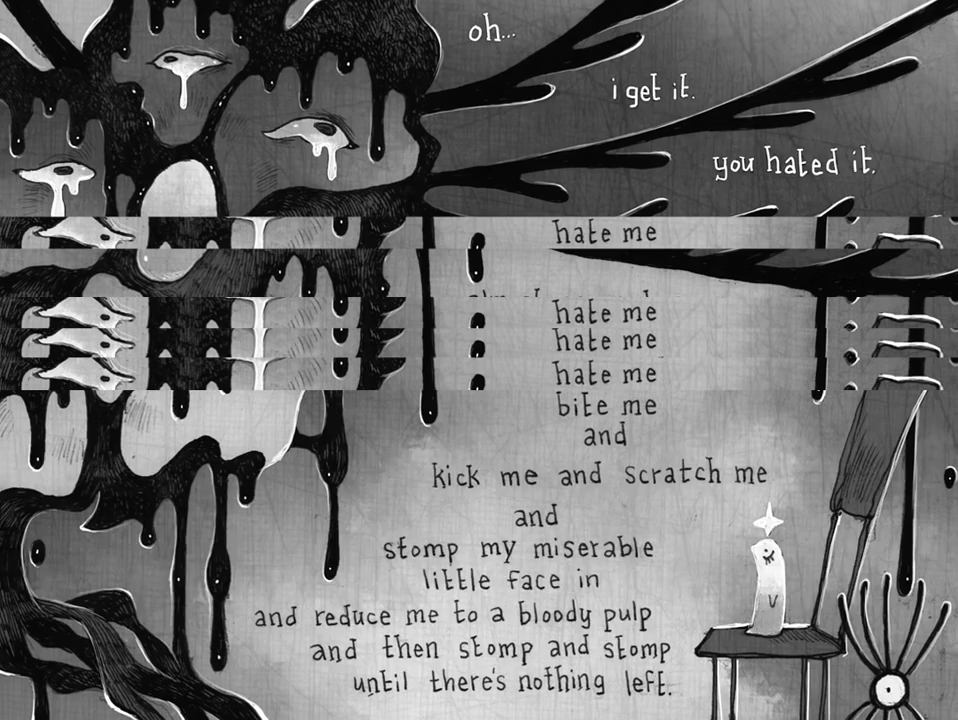 oh...
i get it.
you hated it.
hate me
hate me
hate me
hate me
bite me
and
kick me and scratch me
and
stomp my miserable
little face in
and reduce me to a bloody pulp
and then stomp and stomp
until there's nothing left.